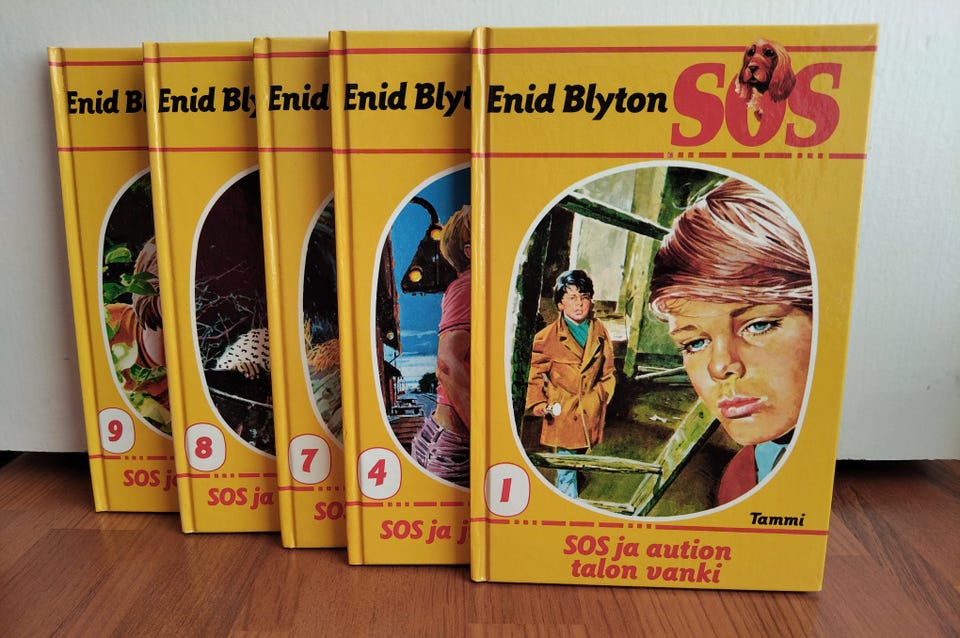 Enid Bl
9
SOS ja
Enid Bly
8
SOS ja
Enid
7
SOS
Enid Blyt
4
SOS ja j
Enid Blyton
SOS
1
Tammi
SOS ja aution
talon vanki